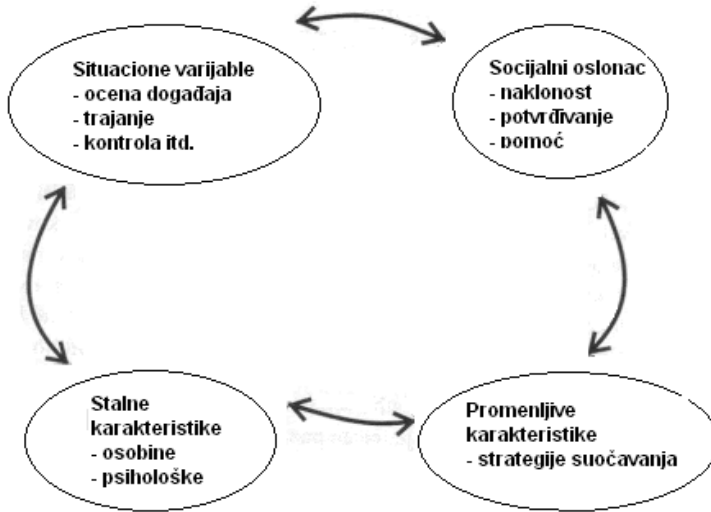 Situacione varijable
- ocena događaja
- trajanje
- kontrola itd.
Socijalni oslonac
- naklonost
- potvrđivanje
- pomoć
Stalne
karakteristike
- osobine
- psihološke
Promenljive
karakteristike
- strategije suočavanja